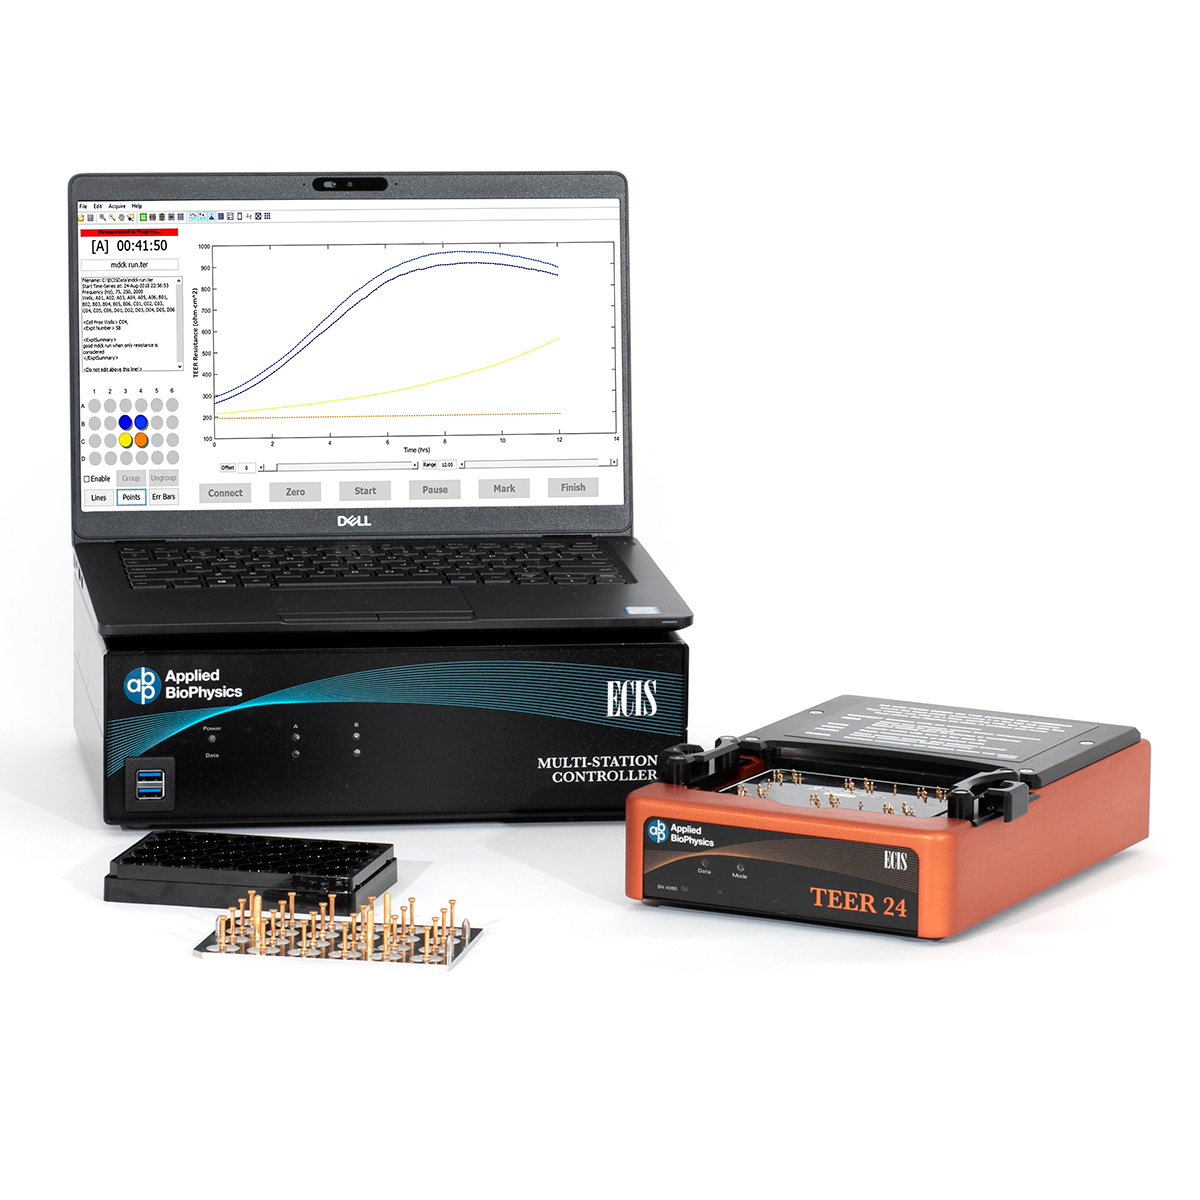 File Edit Acquire Help
Measurement in Progress...
[A] 00:41:50
mdck run.ter
Filename: C:\ECISData\mdck run.ter
Start Time-Series at: 24-Aug-2018 22:56:53
Frequency (Hz), 75, 250, 2000
Wells, A01, A02, A03, A04, A05, A06, B01,
B02, B03, B04, B05, B06, C01, C02, C03,
C04, C05, C06, D01, D02, D03, D04, D05, D06
<Cell Free Wells> C04,
<Expt Number> 58
<ExptSummary>
good mdck run when only resistance is
considered
</ExptSummary>
<Do not edit above this line!>
1 2 3 4 5 6
A
B
C
D
Enable Group Ungroup
Lines Points Err Bars
TEER Resistance (ohm-cm^2)
1000
900
800
700
600
500
400
300
200
100
0 2 4 6 8 10 12 14
Time (hrs)
Offset 0 Range 12.05
Connect Zero Start Pause Mark Finish
DELL
abp Applied
BioPhysics
ECIS
Power A B
Data
MULTI-STATION
CONTROLLER
abp Applied
BioPhysics
ECIS
Data Mode
SN 4090
TEER 24